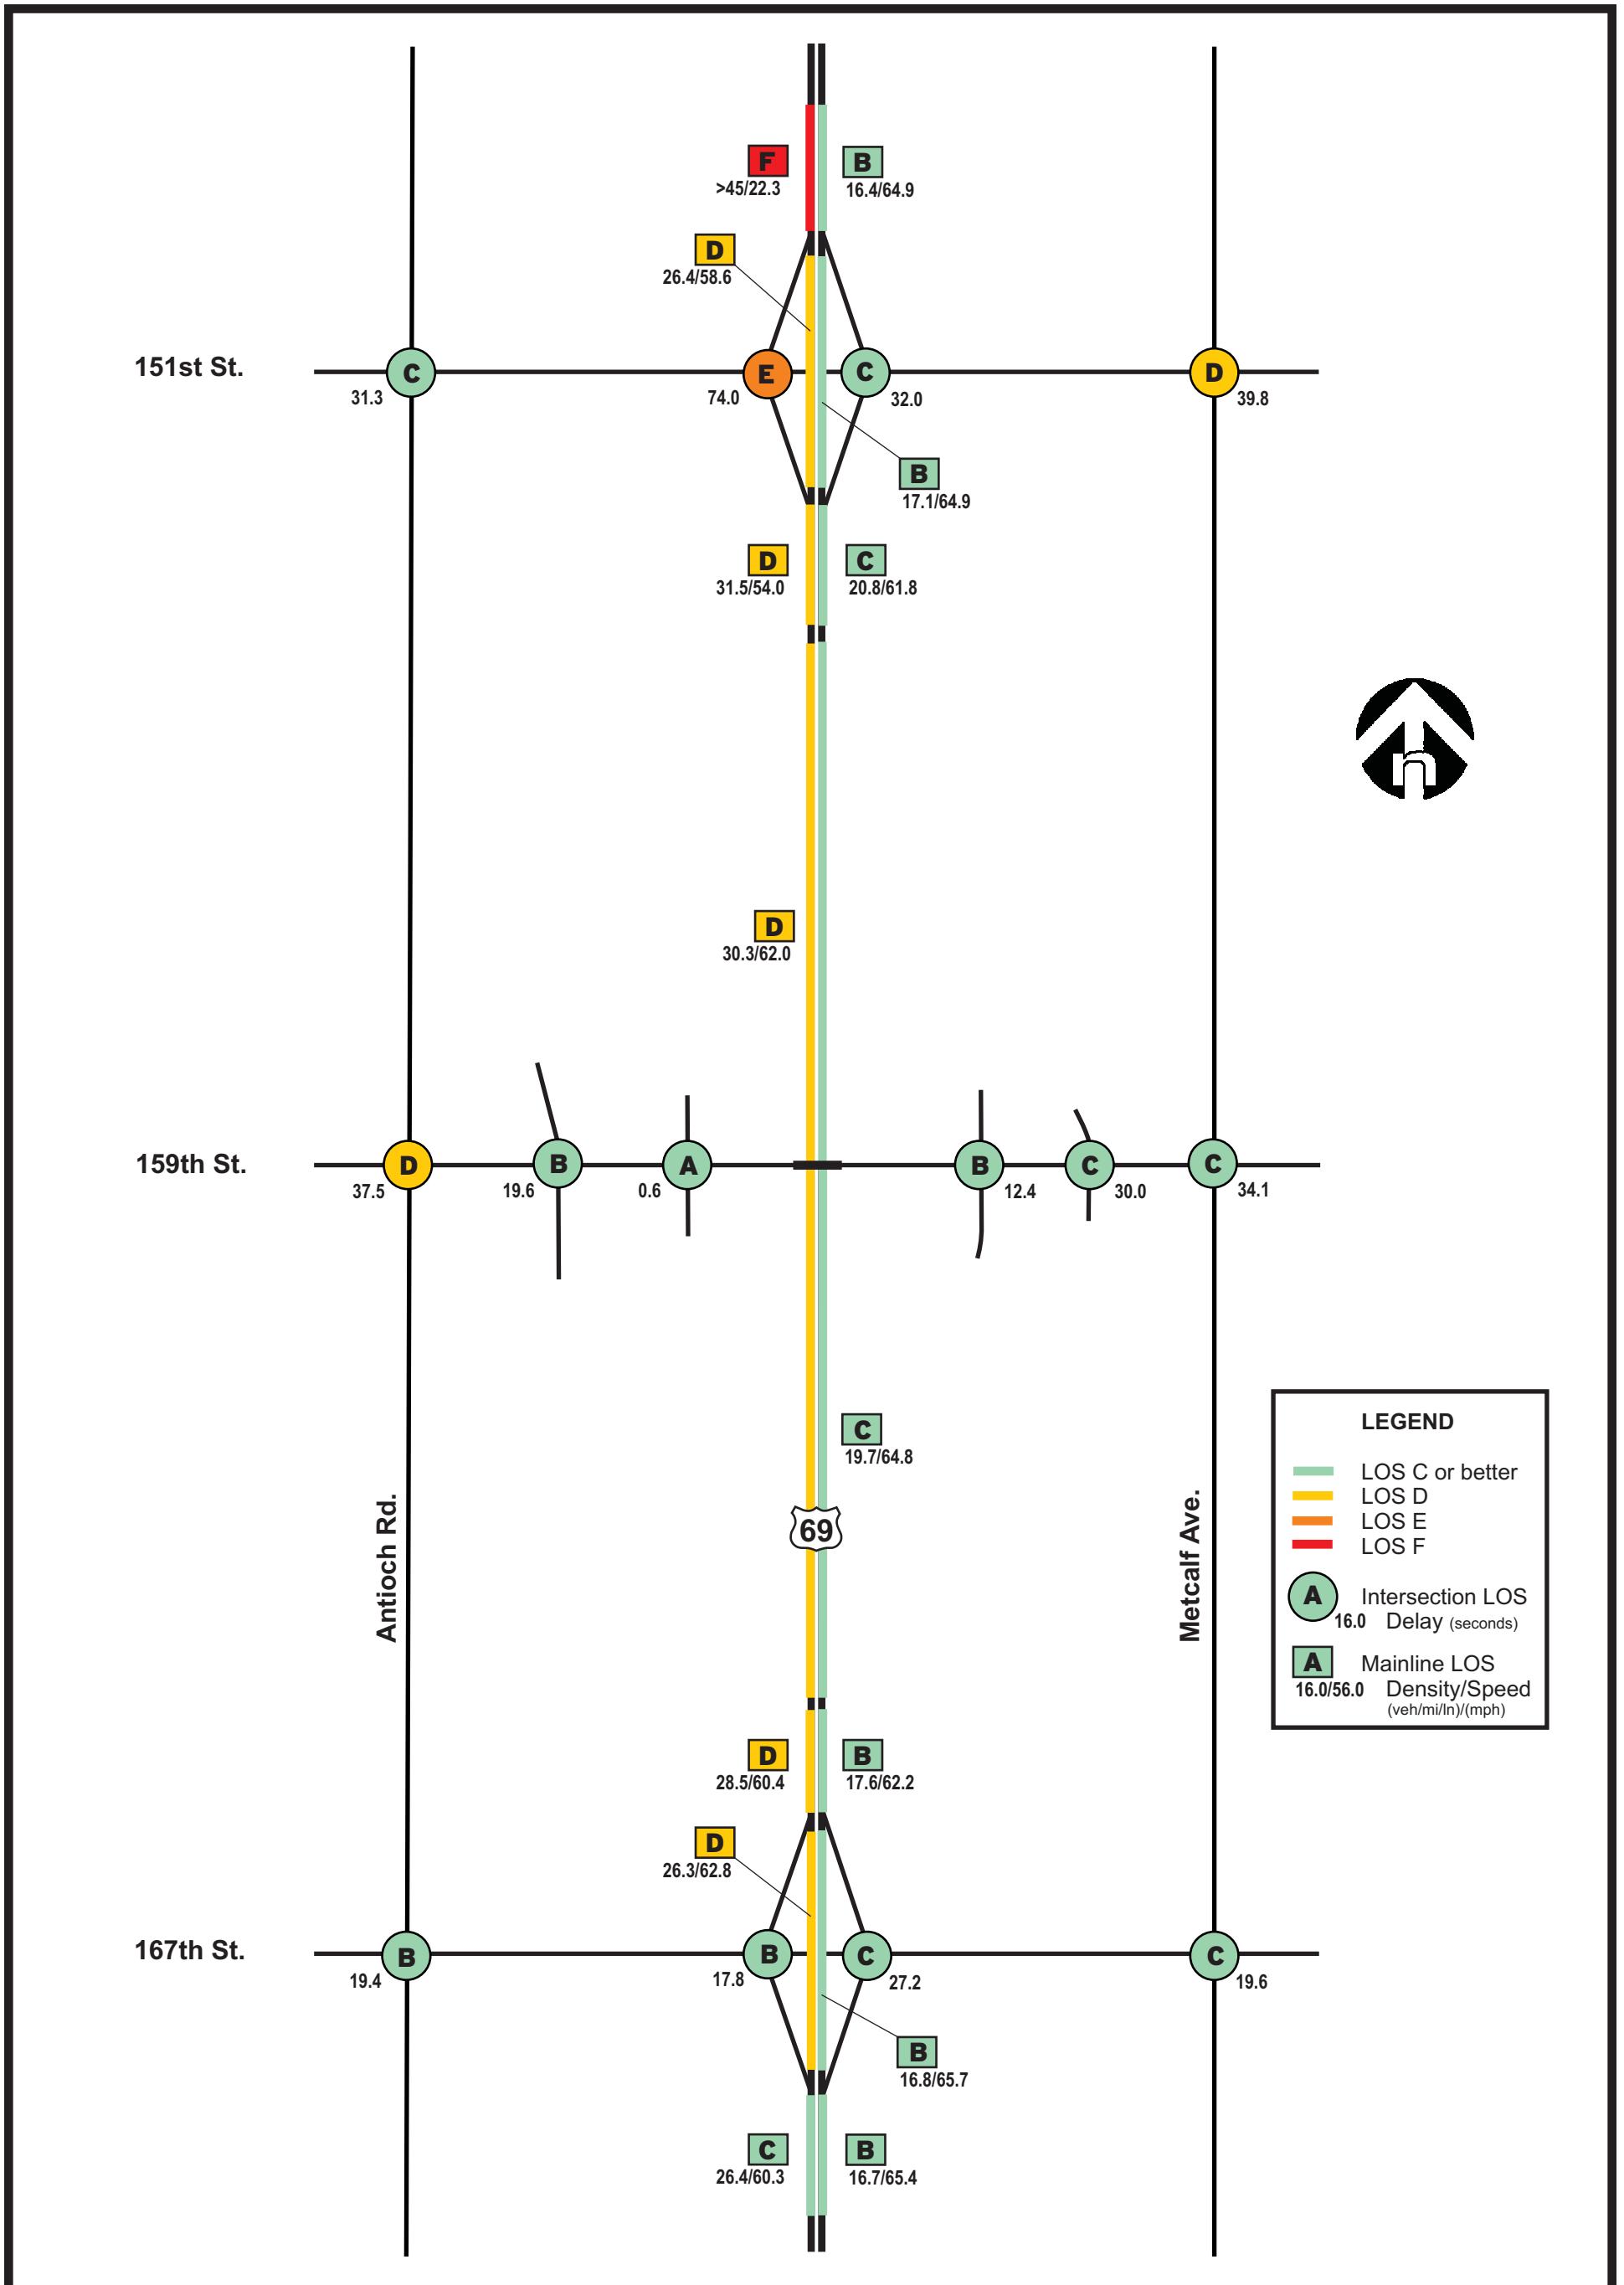 F
>45/22.3
B
16.4/64.9
D
26.4/58.6
151st St.
C
31.3
E
74.0
C
32.0
D
39.8
B
17.1/64.9
D
31.5/54.0
C
20.8/61.8
n
D
30.3/62.0
159th St.
D
37.5
B
19.6
A
0.6
B
12.4
C
30.0
C
34.1
C
19.7/64.8
69
Antioch Rd.
Metcalf Ave.
LEGEND
LOS C or better
LOS D
LOS E
LOS F
A Intersection LOS
16.0 Delay (seconds)
A Mainline LOS
16.0/56.0 Density/Speed
(veh/mi/ln)/(mph)
D
28.5/60.4
B
17.6/62.2
D
26.3/62.8
167th St.
B
19.4
B
17.8
C
27.2
C
19.6
B
16.8/65.7
C
26.4/60.3
B
16.7/65.4